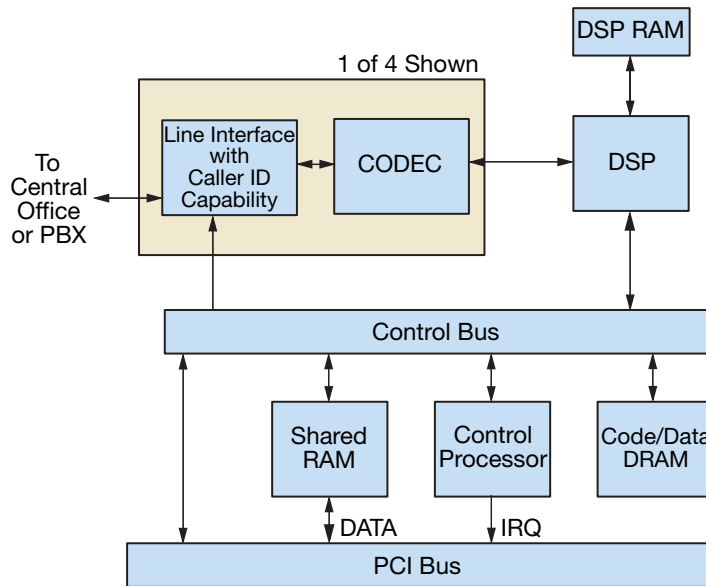 DSP RAM
1 of 4 Shown
Line Interface
with
Caller ID
Capability
CODEC
DSP
To
Central
Office
or PBX
Control Bus
Shared
RAM
Control
Processor
Code/Data
DRAM
DATA
IRQ
PCI Bus